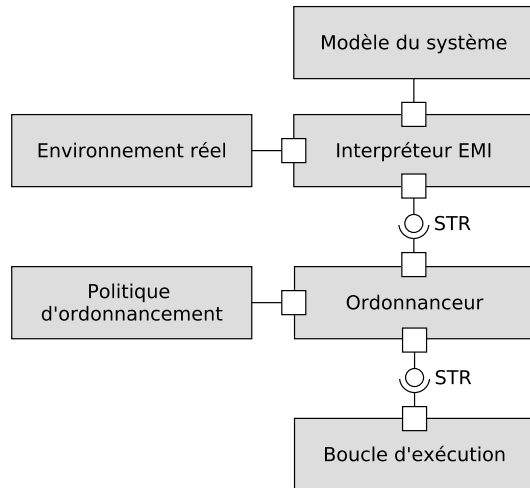 Modèle du système
Environnement réel
Interpréteur EMI
STR
Politique
d'ordonnancement
Ordonnanceur
STR
Boucle d'exécution